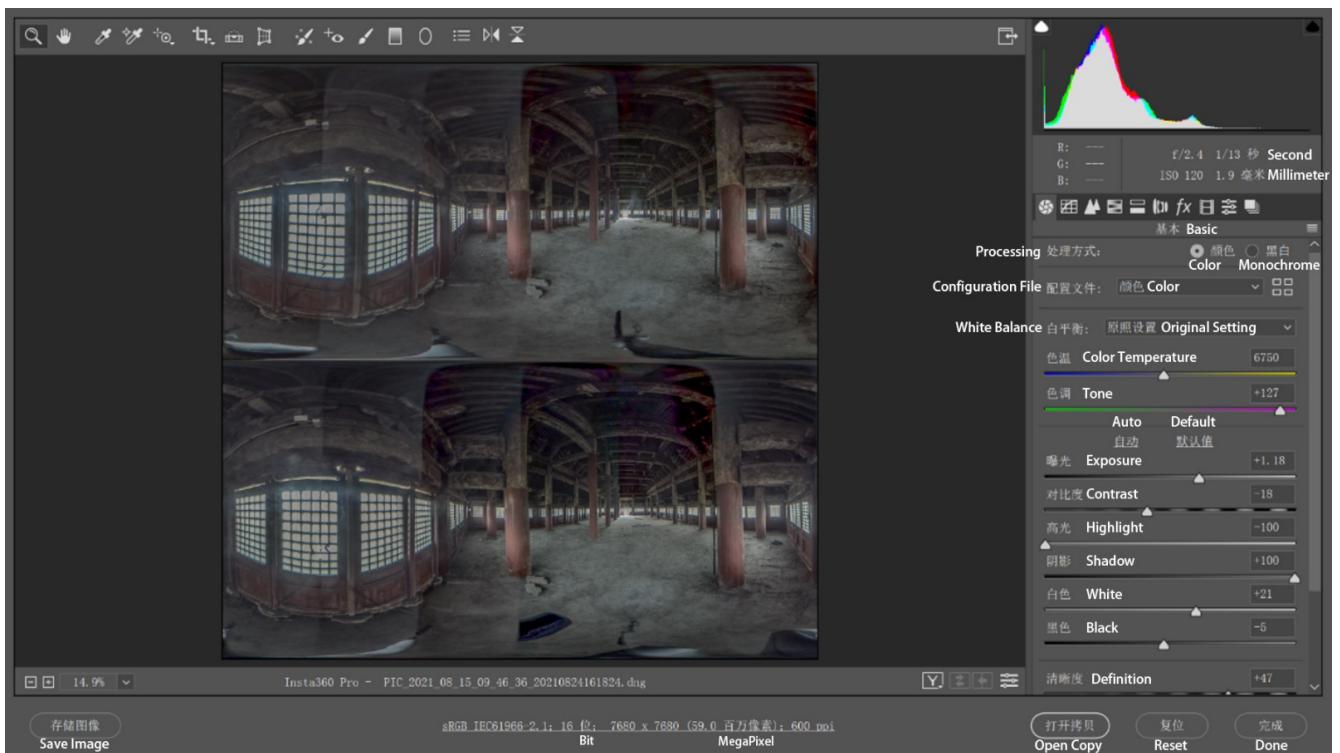 R: ---
G: ---
B: ---
f/2.4 1/13 秒 Second
ISO 120 1.9 毫米 Millimeter
fx
基本 Basic
Processing 处理方式: 颜色 黑白
Color Monochrome
Configuration File 配置文件: 颜色 Color
White Balance 白平衡: 原照设置 Original Setting
色温 Color Temperature 6750
色调 Tone +127
Auto Default
自动 默认值
曝光 Exposure +1.18
对比度 Contrast -18
高光 Highlight -100
阴影 Shadow +100
白色 White +21
黑色 Black -5
清晰度 Definition +47
14.9% Insta360 Pro - PIC_2021_08_15_09_46_36_20210824161824.dng Y
存储图像 sRGB IEC61966-2.1; 16 位; 7680 x 7680 (59.0 百万像素); 600 ppi 打开拷贝 复位 完成
Save Image Bit MegaPixel Open Copy Reset Done